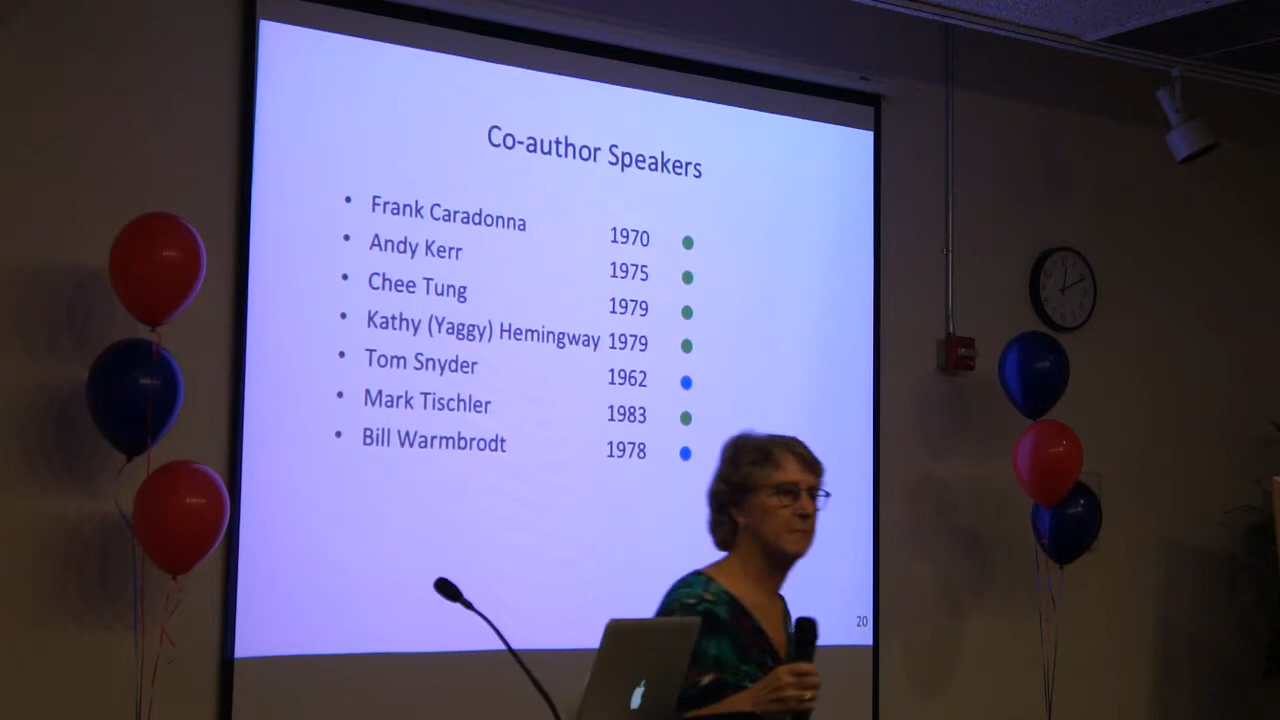 Co-author Speakers
• Frank Caradonna 1970
• Andy Kerr 1975
• Chee Tung 1979
• Kathy (Yaggy) Hemingway 1979
• Tom Snyder 1962
• Mark Tischler 1983
• Bill Warmbrodt 1978
20